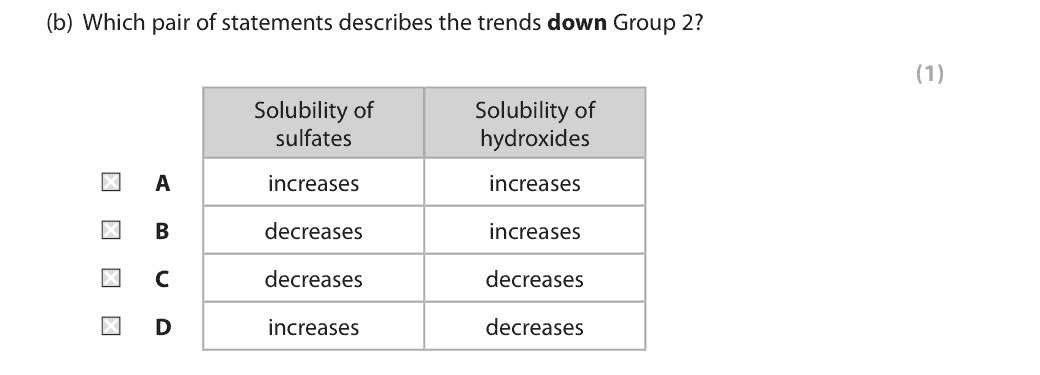 (b) Which pair of statements describes the trends down Group 2?
(1)
Solubility of sulfates Solubility of hydroxides
A increases increases
B decreases increases
C decreases decreases
D increases decreases